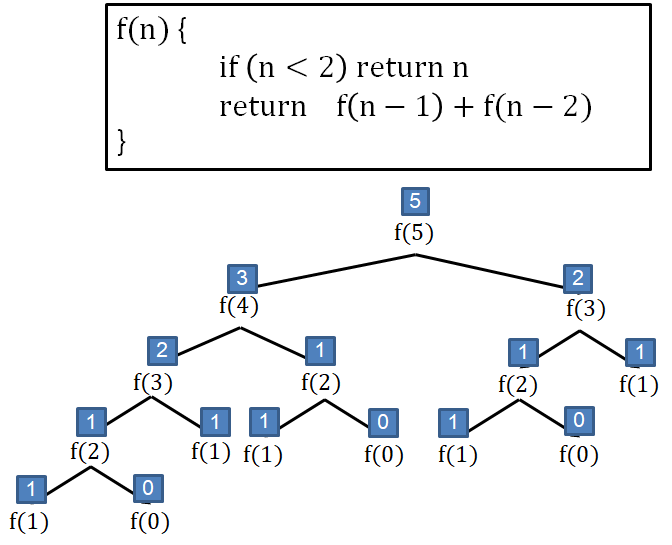 f(n) {
if (n < 2) return n
return f(n − 1) + f(n − 2)
}
5
f(5)
3 2
f(4) f(3)
2 1 1 1
f(3) f(2) f(2) f(1)
1 1 1 0 1 0
f(2) f(1) f(1) f(0) f(1) f(0)
1 0
f(1) f(0)